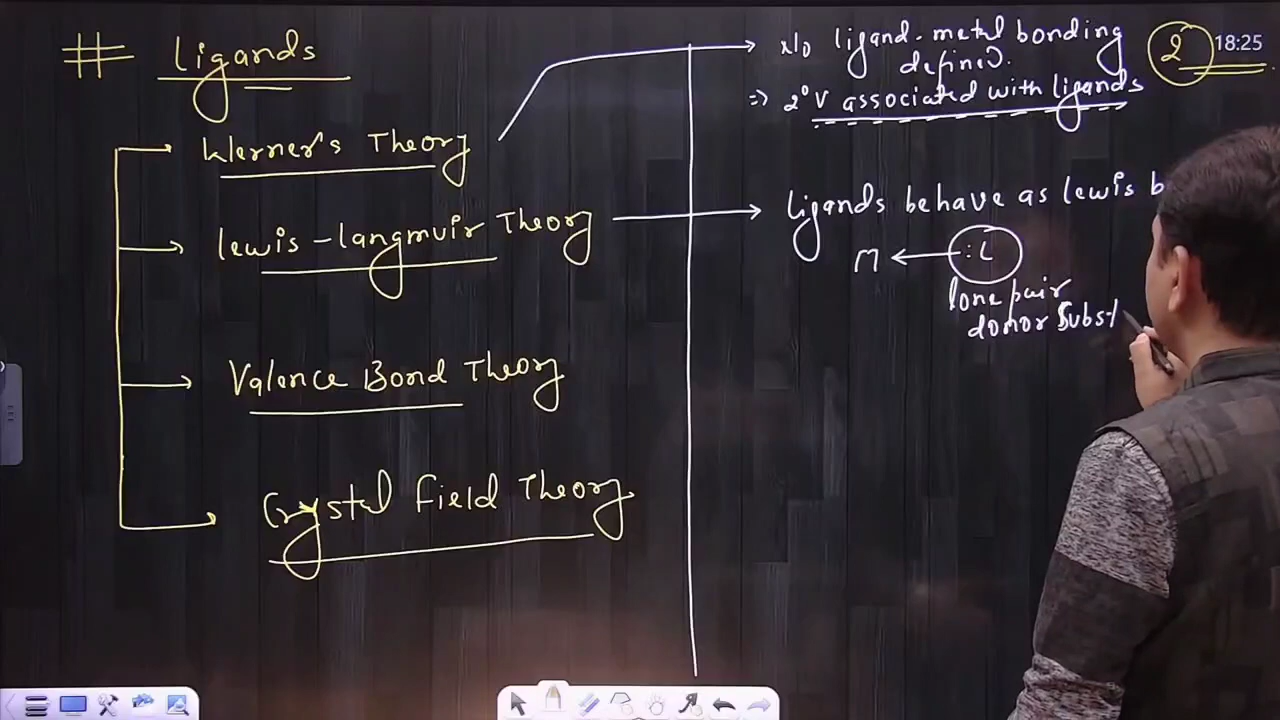 # Ligands
Werner's Theory
Lewis-Langmuir Theory
Valence Bond Theory
Crystal Field Theory
No ligand-metal bonding
defined.
⇒ 2°V associated with ligands
2
18:25
Ligands behave as Lewis b
M ← :L
lone pair
donor Subst